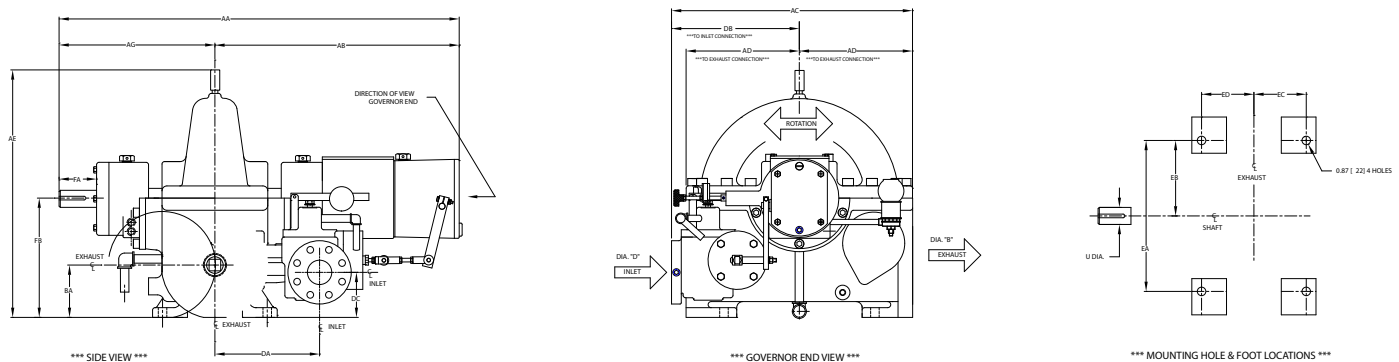 AA
AG
AB
DIRECTION OF VIEW
GOVERNOR END
AE
FA
FB
BA
EXHAUST
C
L
C
L
EXHAUST
DA
C
L
INLET
C
L
INLET
DC
*** SIDE VIEW ***
AC
DB
***TO INLET CONNECTION***
AD
AD
***TO EXHAUST CONNECTION***
***TO EXHAUST CONNECTION***
ROTATION
DIA. "D"
INLET
DIA. "B"
EXHAUST
*** GOVERNOR END VIEW ***
ED
EC
EB
EA
0.87 [ 22] 4 HOLES
C
L
EXHAUST
C
L
SHAFT
U DIA.
*** MOUNTING HOLE & FOOT LOCATIONS ***